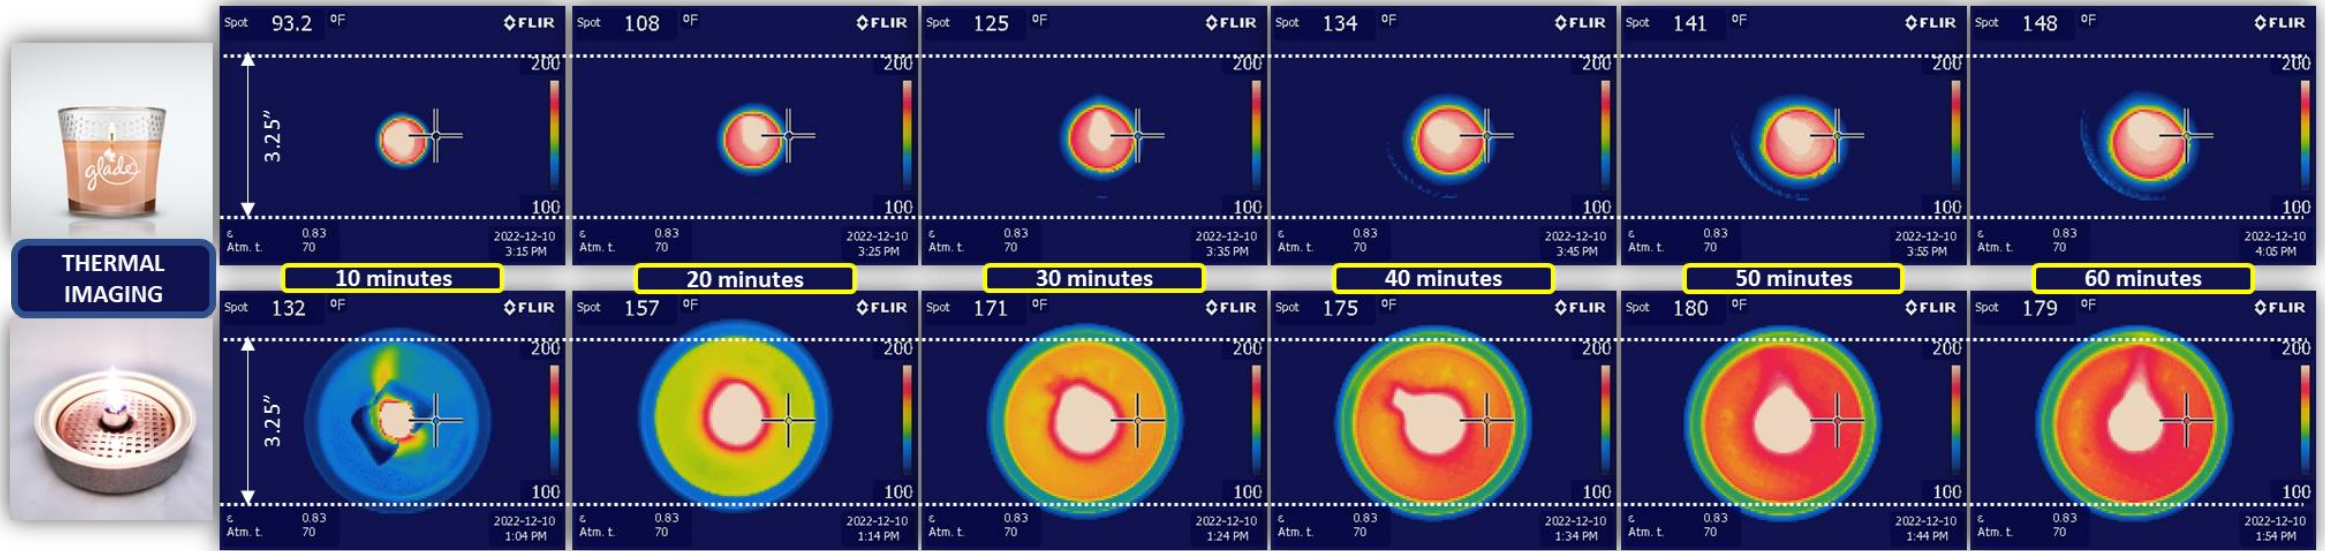 Spot 93.2 °F FLIR
200
3.25"
100
ε 0.83
Atm. t. 70
2022-12-10
3:15 PM
Spot 108 °F FLIR
200
100
ε 0.83
Atm. t. 70
2022-12-10
3:25 PM
Spot 125 °F FLIR
200
100
ε 0.83
Atm. t. 70
2022-12-10
3:35 PM
Spot 134 °F FLIR
200
100
ε 0.83
Atm. t. 70
2022-12-10
3:45 PM
Spot 141 °F FLIR
200
100
ε 0.83
Atm. t. 70
2022-12-10
3:55 PM
Spot 148 °F FLIR
200
100
ε 0.83
Atm. t. 70
2022-12-10
4:05 PM
glade
THERMAL
IMAGING
10 minutes
20 minutes
30 minutes
40 minutes
50 minutes
60 minutes
Spot 132 °F FLIR
200
3.25"
100
ε 0.83
Atm. t. 70
2022-12-10
1:04 PM
Spot 157 °F FLIR
200
100
ε 0.83
Atm. t. 70
2022-12-10
1:14 PM
Spot 171 °F FLIR
200
100
ε 0.83
Atm. t. 70
2022-12-10
1:24 PM
Spot 175 °F FLIR
200
100
ε 0.83
Atm. t. 70
2022-12-10
1:34 PM
Spot 180 °F FLIR
200
100
ε 0.83
Atm. t. 70
2022-12-10
1:44 PM
Spot 179 °F FLIR
200
100
ε 0.83
Atm. t. 70
2022-12-10
1:54 PM